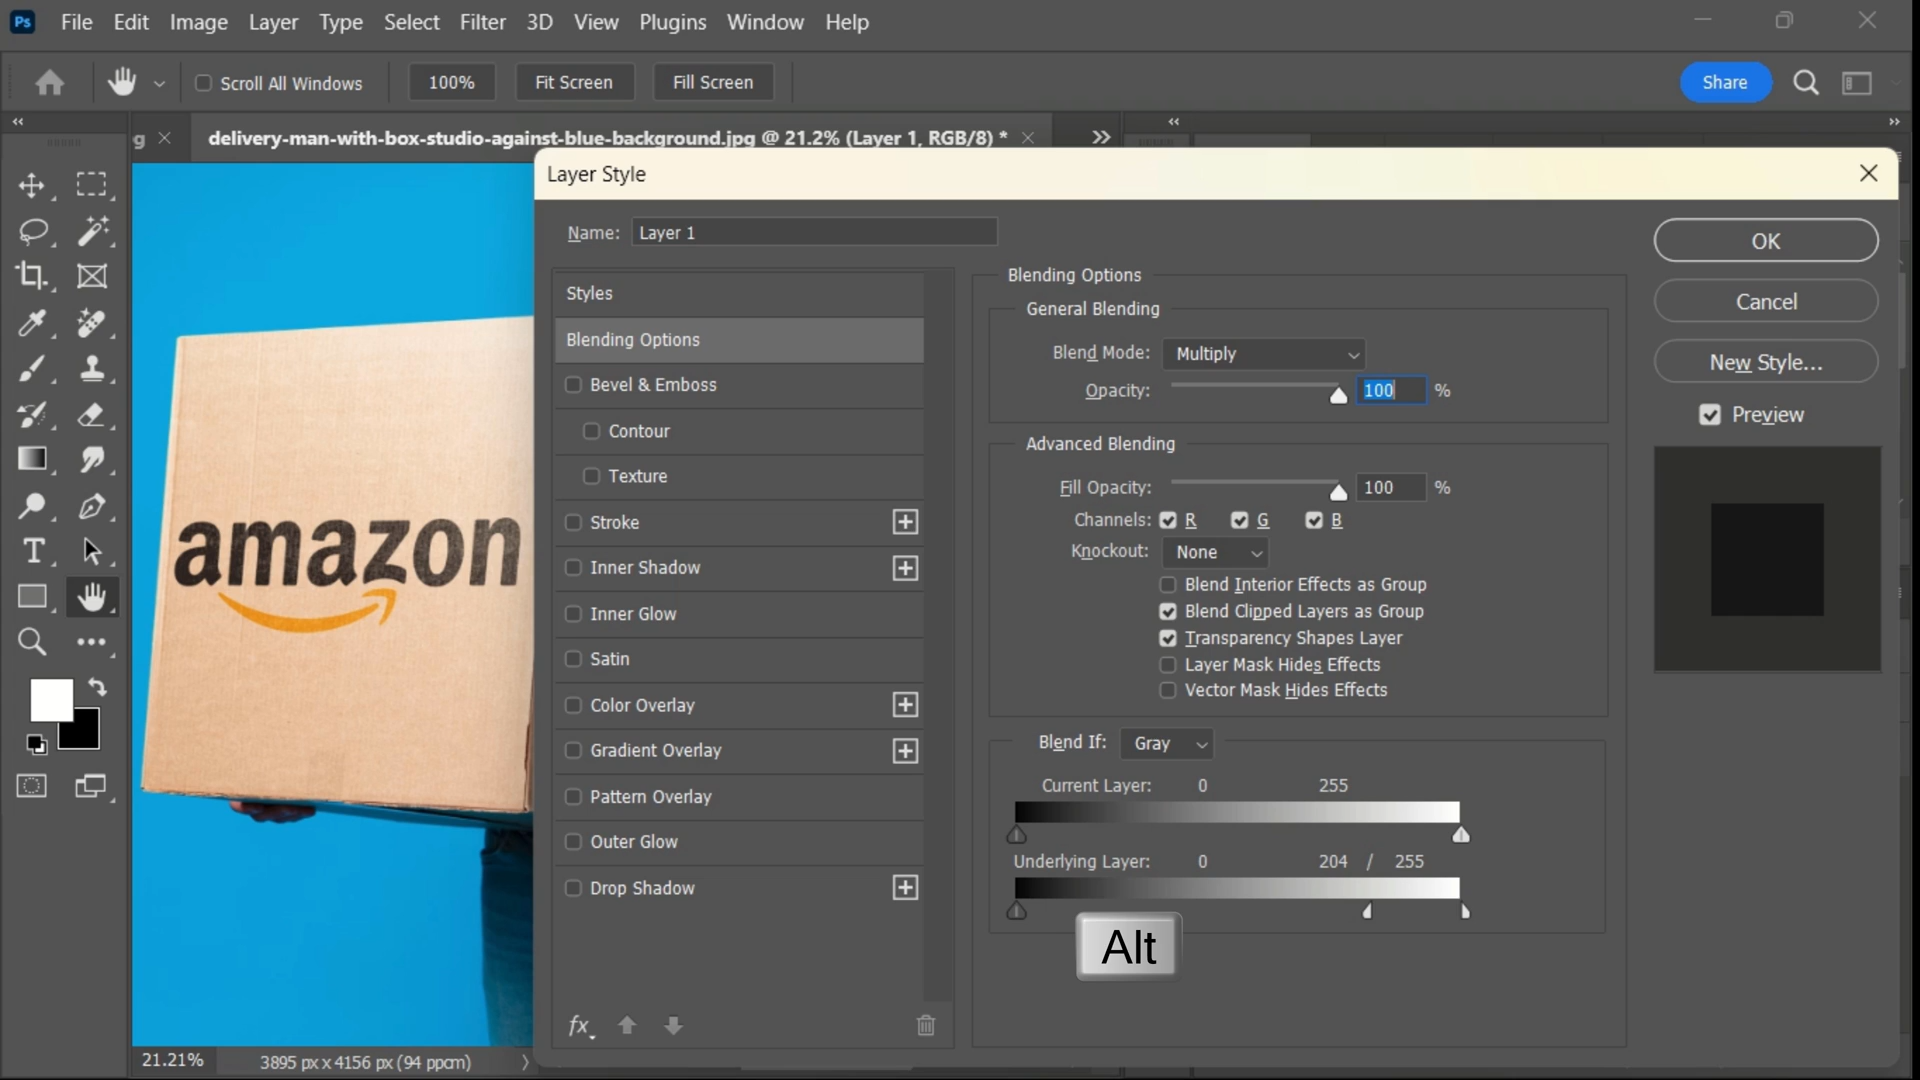 Ps File Edit Image Layer Type Select Filter 3D View Plugins Window Help
Scroll All Windows 100% Fit Screen Fill Screen Share
g delivery-man-with-box-studio-against-blue-background.jpg @ 21.2% (Layer 1, RGB/8) *
Layer Style
Name: Layer 1
OK
Cancel
New Style...
Preview
Styles
Blending Options
Bevel & Emboss
Contour
Texture
Stroke
Inner Shadow
Inner Glow
Satin
Color Overlay
Gradient Overlay
Pattern Overlay
Outer Glow
Drop Shadow
fx
Blending Options
General Blending
Blend Mode: Multiply
Opacity: 100 %
Advanced Blending
Fill Opacity: 100 %
Channels: R G B
Knockout: None
Blend Interior Effects as Group
Blend Clipped Layers as Group
Transparency Shapes Layer
Layer Mask Hides Effects
Vector Mask Hides Effects
Blend If: Gray
Current Layer: 0 255
Underlying Layer: 0 204 / 255
Alt
amazon
T
21.21% 3895 px x 4156 px (94 ppcm)